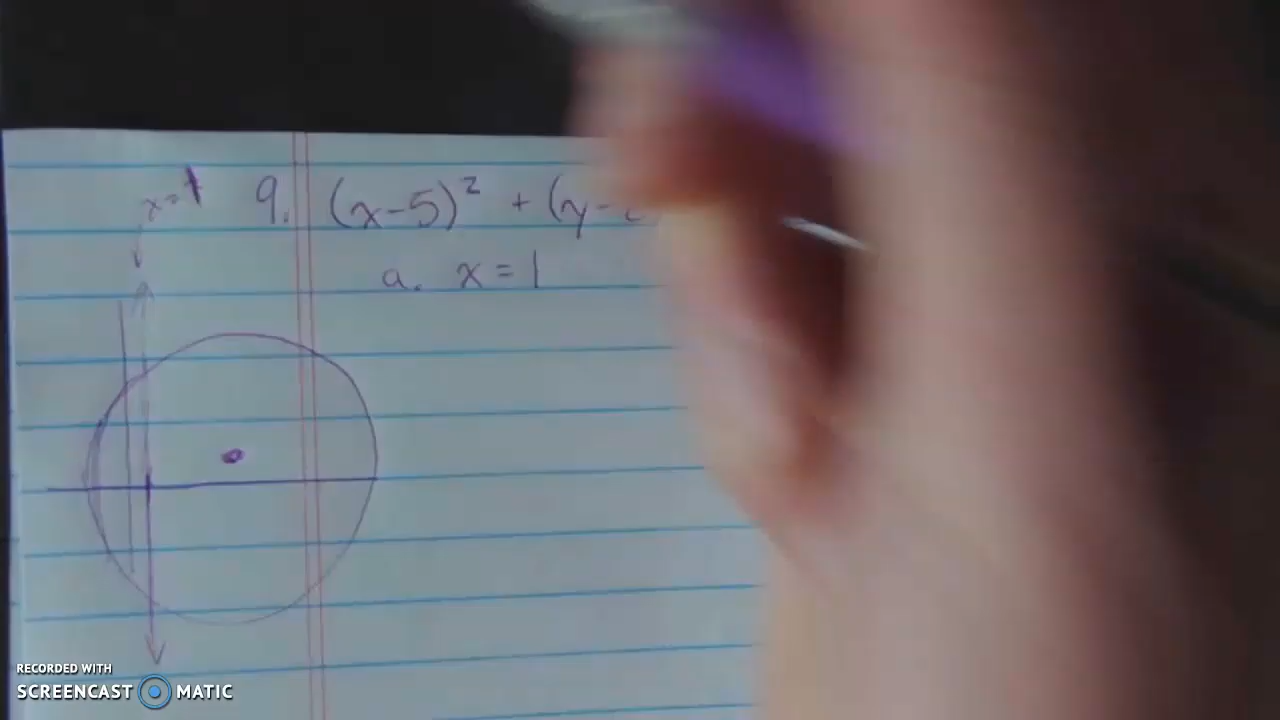 x=1 9. (x-5)² + (y-
a. x = 1
RECORDED WITH
SCREENCAST MATIC